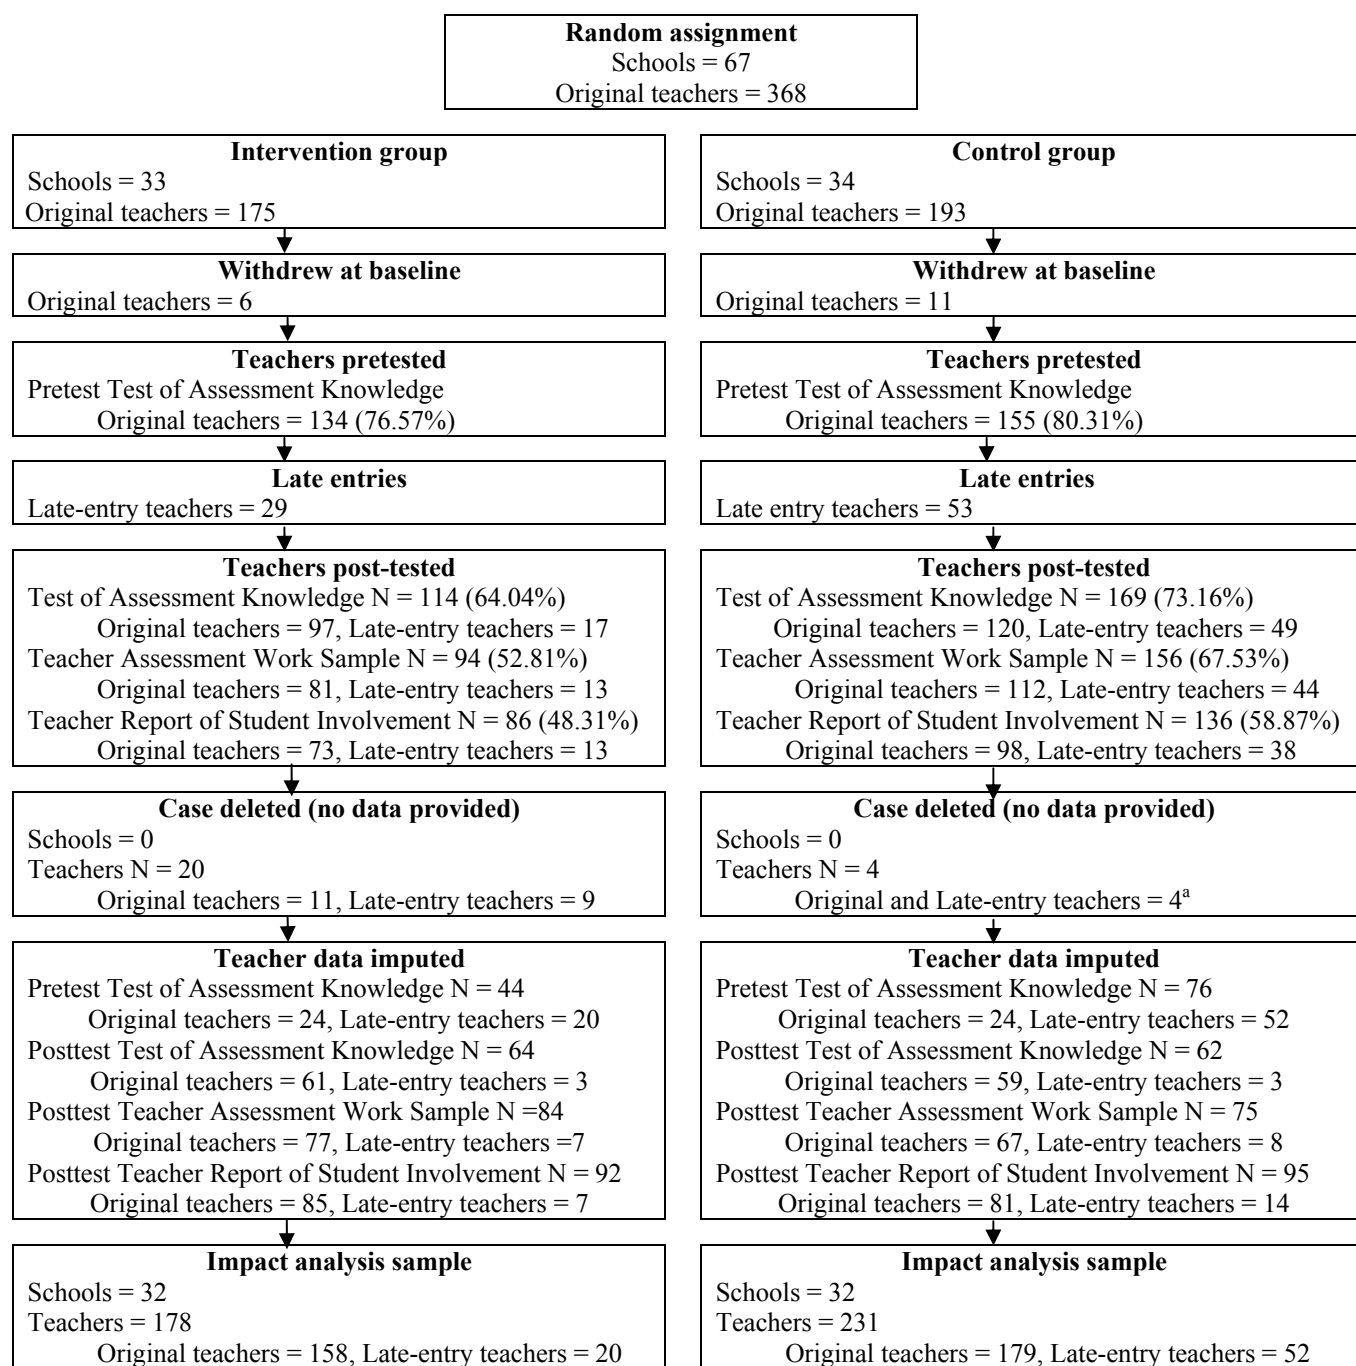 Random assignment
Schools = 67
Original teachers = 368
Intervention group
Schools = 33
Original teachers = 175
Withdrew at baseline
Original teachers = 6
Teachers pretested
Pretest Test of Assessment Knowledge
Original teachers = 134 (76.57%)
Late entries
Late-entry teachers = 29
Teachers post-tested
Test of Assessment Knowledge N = 114 (64.04%)
Original teachers = 97, Late-entry teachers = 17
Teacher Assessment Work Sample N = 94 (52.81%)
Original teachers = 81, Late-entry teachers = 13
Teacher Report of Student Involvement N = 86 (48.31%)
Original teachers = 73, Late-entry teachers = 13
Case deleted (no data provided)
Schools = 0
Teachers N = 20
Original teachers = 11, Late-entry teachers = 9
Teacher data imputed
Pretest Test of Assessment Knowledge N = 44
Original teachers = 24, Late-entry teachers = 20
Posttest Test of Assessment Knowledge N = 64
Original teachers = 61, Late-entry teachers = 3
Posttest Teacher Assessment Work Sample N =84
Original teachers = 77, Late-entry teachers =7
Posttest Teacher Report of Student Involvement N = 92
Original teachers = 85, Late-entry teachers = 7
Impact analysis sample
Schools = 32
Teachers = 178
Original teachers = 158, Late-entry teachers = 20
Control group
Schools = 34
Original teachers = 193
Withdrew at baseline
Original teachers = 11
Teachers pretested
Pretest Test of Assessment Knowledge
Original teachers = 155 (80.31%)
Late entries
Late entry teachers = 53
Teachers post-tested
Test of Assessment Knowledge N = 169 (73.16%)
Original teachers = 120, Late-entry teachers = 49
Teacher Assessment Work Sample N = 156 (67.53%)
Original teachers = 112, Late-entry teachers = 44
Teacher Report of Student Involvement N = 136 (58.87%)
Original teachers = 98, Late-entry teachers = 38
Case deleted (no data provided)
Schools = 0
Teachers N = 4
Original and Late-entry teachers = 4ᵃ
Teacher data imputed
Pretest Test of Assessment Knowledge N = 76
Original teachers = 24, Late-entry teachers = 52
Posttest Test of Assessment Knowledge N = 62
Original teachers = 59, Late-entry teachers = 3
Posttest Teacher Assessment Work Sample N = 75
Original teachers = 67, Late-entry teachers = 8
Posttest Teacher Report of Student Involvement N = 95
Original teachers = 81, Late-entry teachers = 14
Impact analysis sample
Schools = 32
Teachers = 231
Original teachers = 179, Late-entry teachers = 52